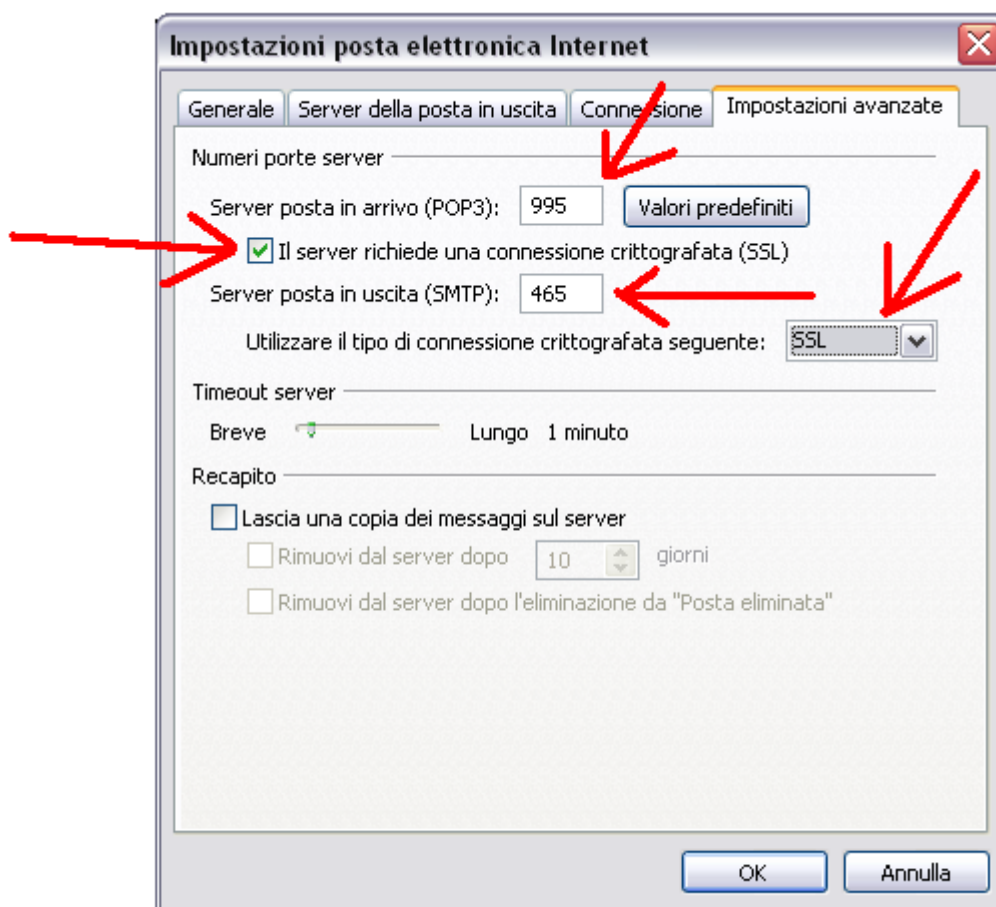 Impostazioni posta elettronica Internet
Generale Server della posta in uscita Connessione Impostazioni avanzate
Numeri porte server
Server posta in arrivo (POP3): 995 Valori predefiniti
Il server richiede una connessione crittografata (SSL)
Server posta in uscita (SMTP): 465
Utilizzare il tipo di connessione crittografata seguente: SSL
Timeout server
Breve Lungo 1 minuto
Recapito
Lascia una copia dei messaggi sul server
Rimuovi dal server dopo 10 giorni
Rimuovi dal server dopo l'eliminazione da "Posta eliminata"
OK Annulla